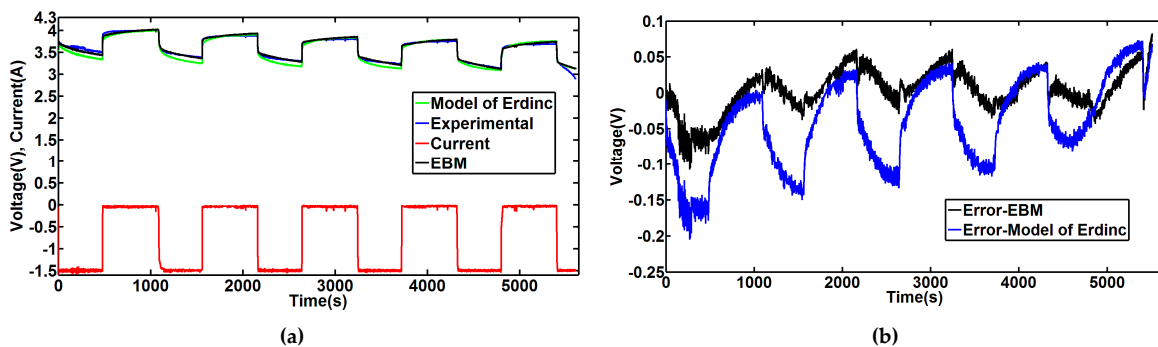 4.3
4
3.5
3
2.5
2
1.5
1
0.5
0
-0.5
-1
-1.5
Voltage(V), Current(A)
Model of Erdinc
Experimental
Current
EBM
0 1000 2000 3000 4000 5000
Time(s)
(a)
0.1
0.05
0
-0.05
-0.1
-0.15
-0.2
-0.25
Voltage(V)
Error-EBM
Error-Model of Erdinc
0 1000 2000 3000 4000 5000
Time(s)
(b)